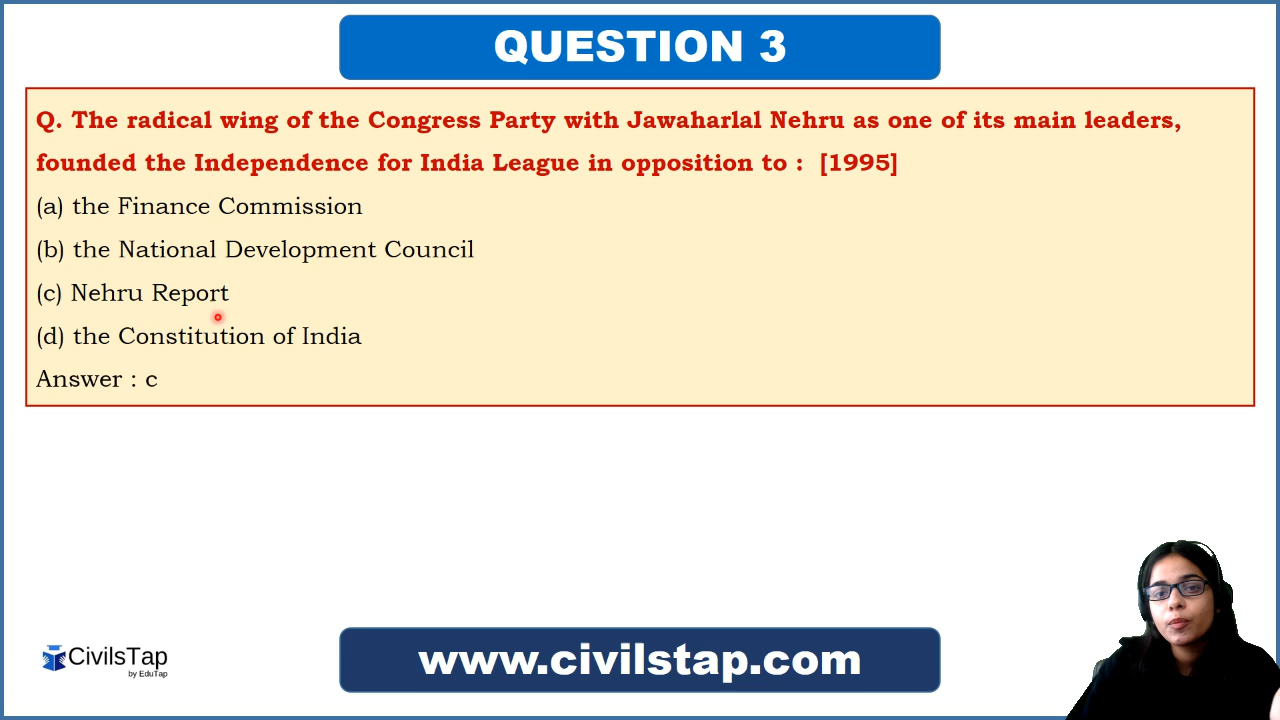 QUESTION 3
Q. The radical wing of the Congress Party with Jawaharlal Nehru as one of its main leaders,
founded the Independence for India League in opposition to : [1995]
(a) the Finance Commission
(b) the National Development Council
(c) Nehru Report
(d) the Constitution of India
Answer : c
CivilsTap
by EduTap
www.civilstap.com